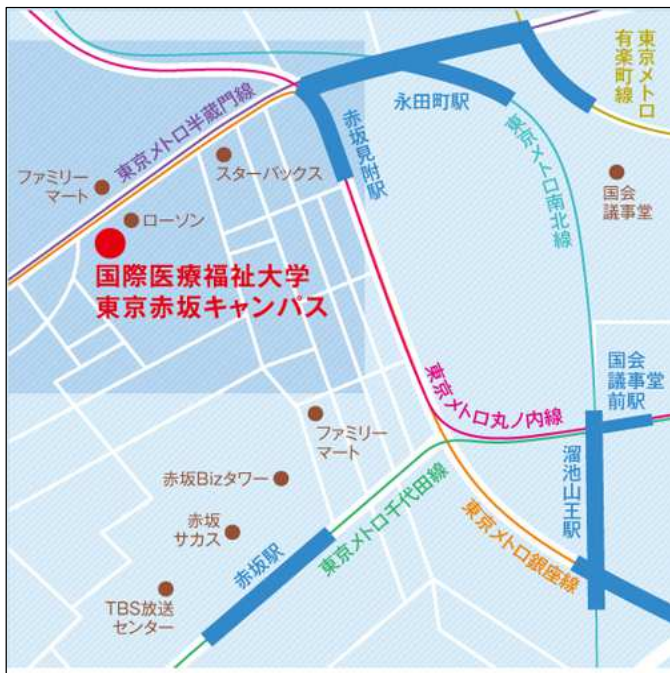 東京メトロ
有楽町線
永田町駅
赤坂見附駅
東京メトロ半蔵門線
東京メトロ南北線
スターバックス
ファミリー
マート
国会
議事堂
ローソン
国際医療福祉大学
東京赤坂キャンパス
国会
議事堂
前駅
東京メトロ丸ノ内線
ファミリー
マート
溜池山王駅
赤坂Bizタワー
東京メトロ千代田線
東京メトロ銀座線
赤坂
サカス
赤坂駅
TBS放送
センター